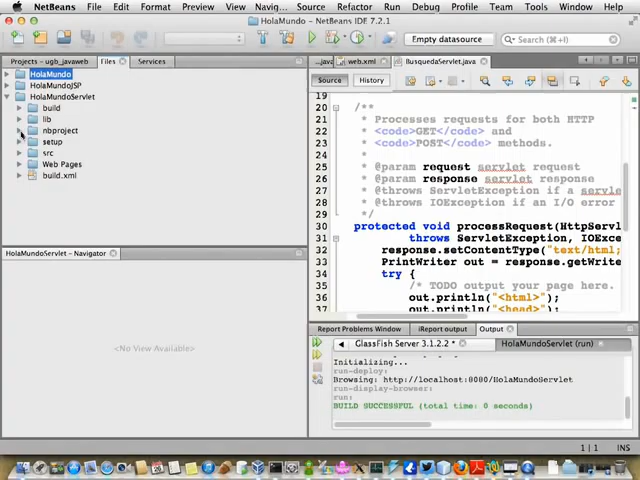 NetBeans File Edit View Navig... Source Refactor Run Debug Profile Team Tools Window
HolaMundo - NetBeans IDE 7.2.1
Empty datasource
Search (⌘+I)
Projects - ugb_javaweb
Files
Services
HolaMundo
HolaMundoJSP
HolaMundoServlet
build
lib
nbproject
setup
src
Web Pages
build.xml
HolaMundoServlet - Navigator
<No View Available>
...java web.xml BusquedaServlet.java
Source History
19
20 /**
21 * Processes requests for both HTTP
22 * <code>GET</code> and
23 * <code>POST</code> methods.
24 *
25 * @param request servlet request
26 * @param response servlet response
27 * @throws ServletException if a servle
28 * @throws IOException if an I/O error
29 */
30 protected void processRequest(HttpServl
31 throws ServletException, IOExce
32 response.setContentType("text/html;
33 PrintWriter out = response.getWrite
34 try {
35 /* TODO output your page here.
36 out.println("<html>");
37 out.println("<head>");
Report Problems Window iReport output Output
GlassFish Server 3.1.2.2 * HolaMundoServlet (run)
Initializing...
run-deploy:
Browsing: http://localhost:8080/HolaMundoServlet
run-display-browser:
run:
BUILD SUCCESSFUL (total time: 0 seconds)
1 | 1 INS